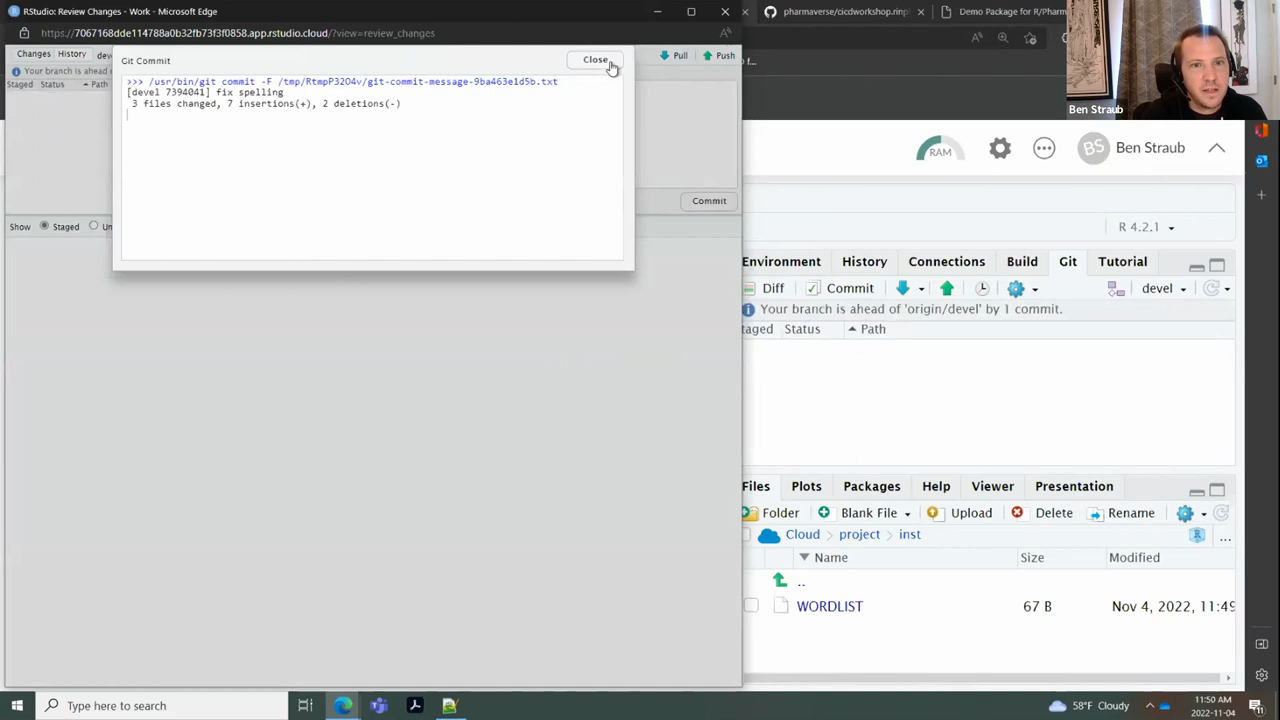 RStudio: Review Changes - Work - Microsoft Edge
pharmaverse/cicdworkshop.rinp
Demo Package for R/Pharma
https://7067168dde114788a0b32fb73f3f0858.app.rstudio.cloud/?view=review_changes
Changes History
Pull
Push
Git Commit
Close
Your branch is ahead
Staged Status
>>> /usr/bin/git commit -F /tmp/RtmpP32O4v/git-commit-message-9ba463e1d5b.txt
[devel 7394041] fix spelling
3 files changed, 7 insertions(+), 2 deletions(-)
Ben Straub
RAM
BS
Ben Straub
Commit
Show Staged
R 4.2.1
Environment History Connections Build Git Tutorial
Diff Commit devel
Your branch is ahead of 'origin/devel' by 1 commit.
taged Status Path
Files Plots Packages Help Viewer Presentation
Folder Blank File Upload Delete Rename
Cloud project inst ...
Name Size Modified
..
WORDLIST 67 B Nov 4, 2022, 11:49
Type here to search
58°F Cloudy
11:50 AM
2022-11-04